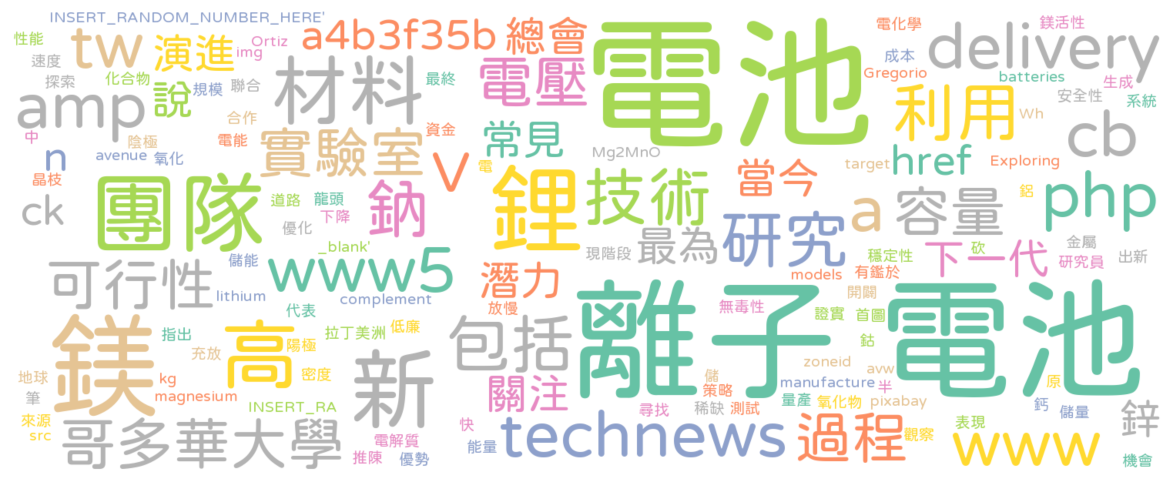 INSERT_RANDOM_NUMBER_HERE'
性能
tw
演進
img
Ortiz
a4b3f35b
總會
電池
電化學
鎂活性
delivery
速度
探索
化合物
規模
聯合
材料
最終
電壓
成本
Gregorio
batteries
生成
安全性
系統
amp
說
合作
利用
Wh
cb
中
陰極
電能
資金
實驗室
常見
Mg2MnO
n
avenue
氧化
V
電
當今
target
href
Exploring
晶枝
團隊
道路
龍頭
下降
鈉
鋰
技術
a
容量
鋁
php
ck
優化
_blank'
現階段
最為
研究
穩定性
砍
金屬
出新
儲能
www5
下一代
研究員
可行性
lithium
代表
complement
潛力
放慢
models
有鑑於
開闢
離子
電池
無毒性
證實
首圖
指出
拉丁美洲
低廉
包括
鈷
鎂
高
陽極
充放
密度
新
zoneid
avw
地球
kg
筆
magnesium
關注
儲
策略
manufacture
半
原
INSERT_RA
尋找
稀缺
測試
量產
氧化物
pixabay
鈣
儲量
鋅
來源
src
哥多華大學
電解質
推陳
優勢
快
能量
technews
過程
觀察
表現
www
機會